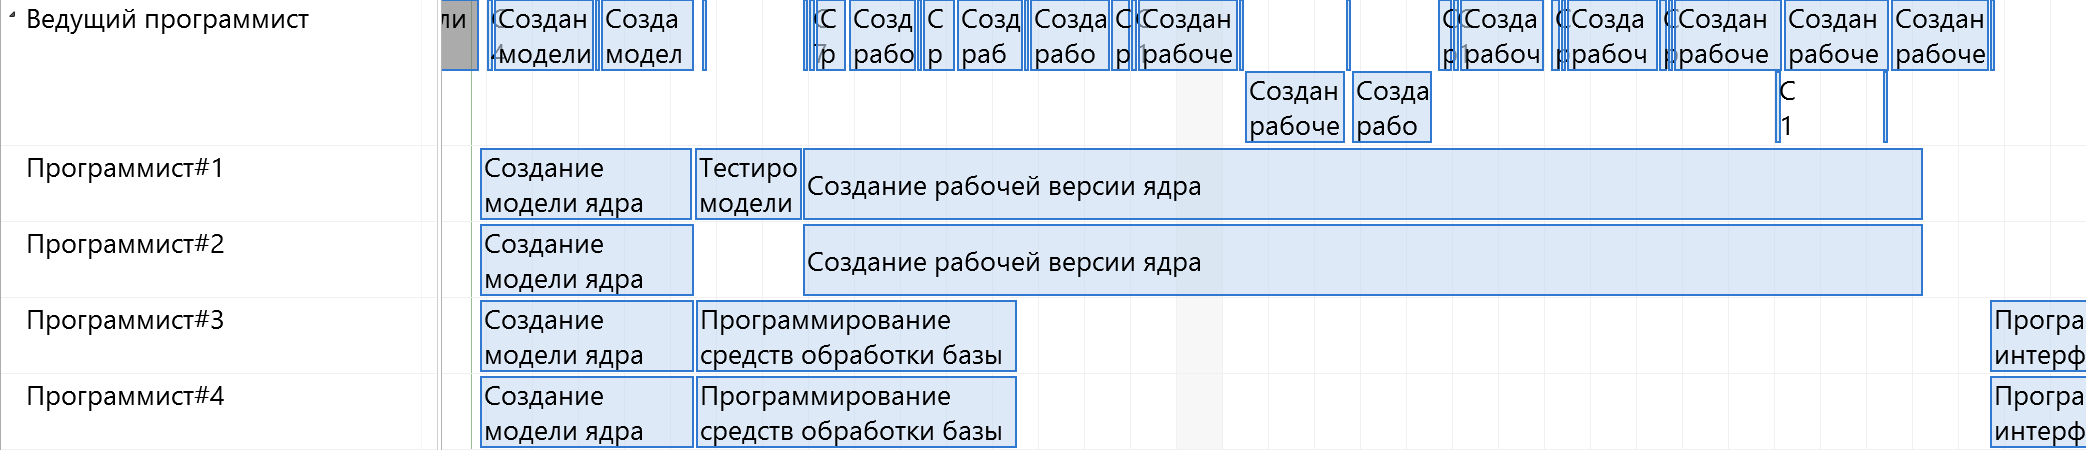 Ведущий программист
ли
Создан
модели
Созда
модел
С
р
Созд
рабо
С
р
Созд
раб
Созда
рабо
С
р
Создан
рабоче
Созда
рабоч
Созда
рабоч
Создан
рабоче
Создан
рабоче
Создан
рабоче
Создан
рабоче
Созда
рабо
С
1
Программист#1
Создание
модели ядра
Тестиро
модели
Создание рабочей версии ядра
Программист#2
Создание
модели ядра
Создание рабочей версии ядра
Программист#3
Создание
модели ядра
Программирование
средств обработки базы
Програ
интерф
Программист#4
Создание
модели ядра
Программирование
средств обработки базы
Програ
интерф